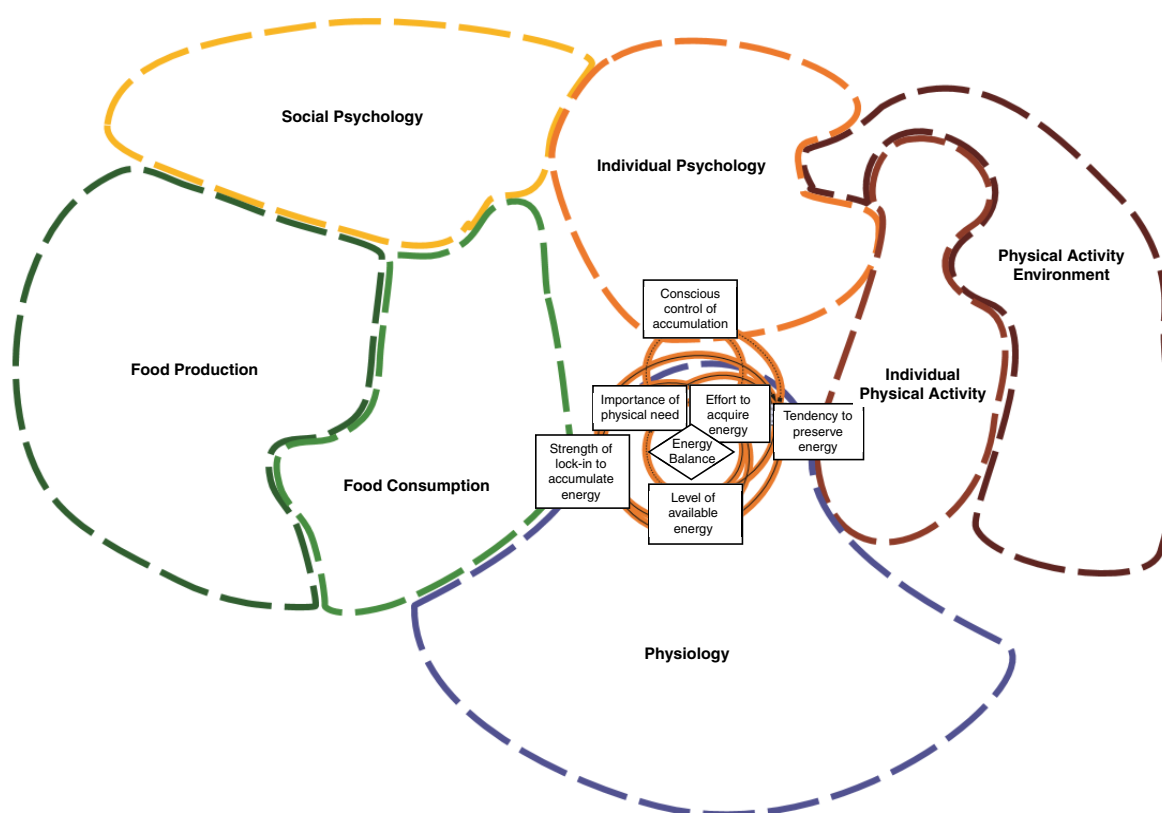 Social Psychology
Individual Psychology
Physical Activity
Environment
Conscious
control of
accumulation
Food Production
Individual
Physical Activity
Importance of
physical need
Effort to
acquire
energy
Tendency to
preserve
energy
Energy
Balance
Strength of
lock-in to
accumulate
energy
Food Consumption
Level of
available
energy
Physiology